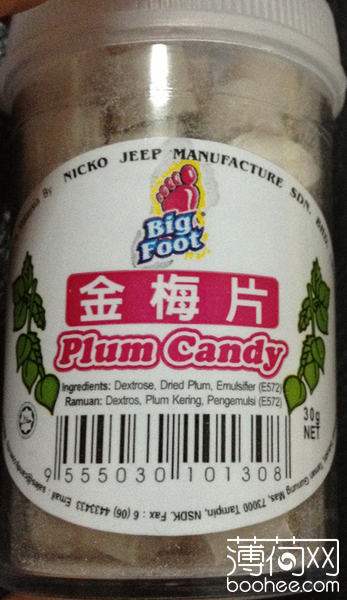 NICKO JEEP MANUFACTURE SDN. BHD.
Big
Foot
金梅片
Plum Candy
Ingredients: Dextrose, Dried Plum, Emulsifier (E572)
Ramuan: Dextros, Plum Kering, Pengemulsi (E572)
30g
NET
9 555030 101308
Gunung Mas, 73000 Tampin, NSDK. Fax : 6 (06) 4433433 Email :
薄荷网
boohee.com